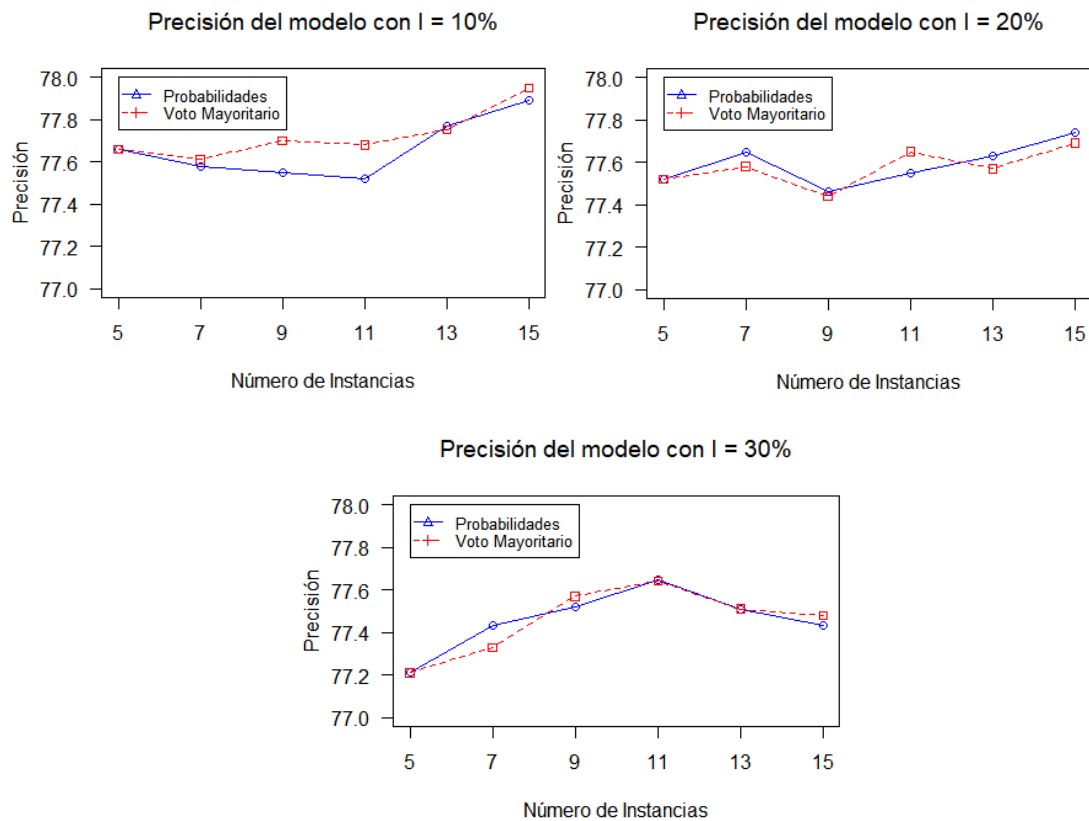 Precisión del modelo con I = 10%
Precisión
78.0
77.8
77.6
77.4
77.2
77.0
Probabilidades
Voto Mayoritario
5 7 9 11 13 15
Número de Instancias
Precisión del modelo con I = 20%
Precisión
78.0
77.8
77.6
77.4
77.2
77.0
Probabilidades
Voto Mayoritario
5 7 9 11 13 15
Número de Instancias
Precisión del modelo con I = 30%
Precisión
78.0
77.8
77.6
77.4
77.2
77.0
Probabilidades
Voto Mayoritario
5 7 9 11 13 15
Número de Instancias